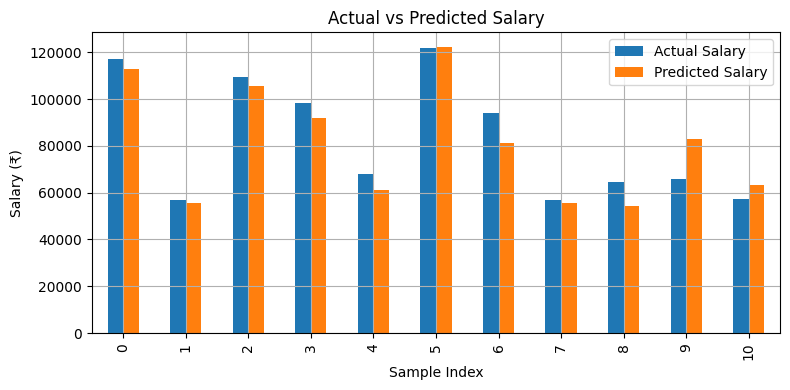 Actual vs Predicted Salary
Actual Salary
Predicted Salary
Salary (₹)
120000
100000
80000
60000
40000
20000
0
0 1 2 3 4 5 6 7 8 9 10
Sample Index